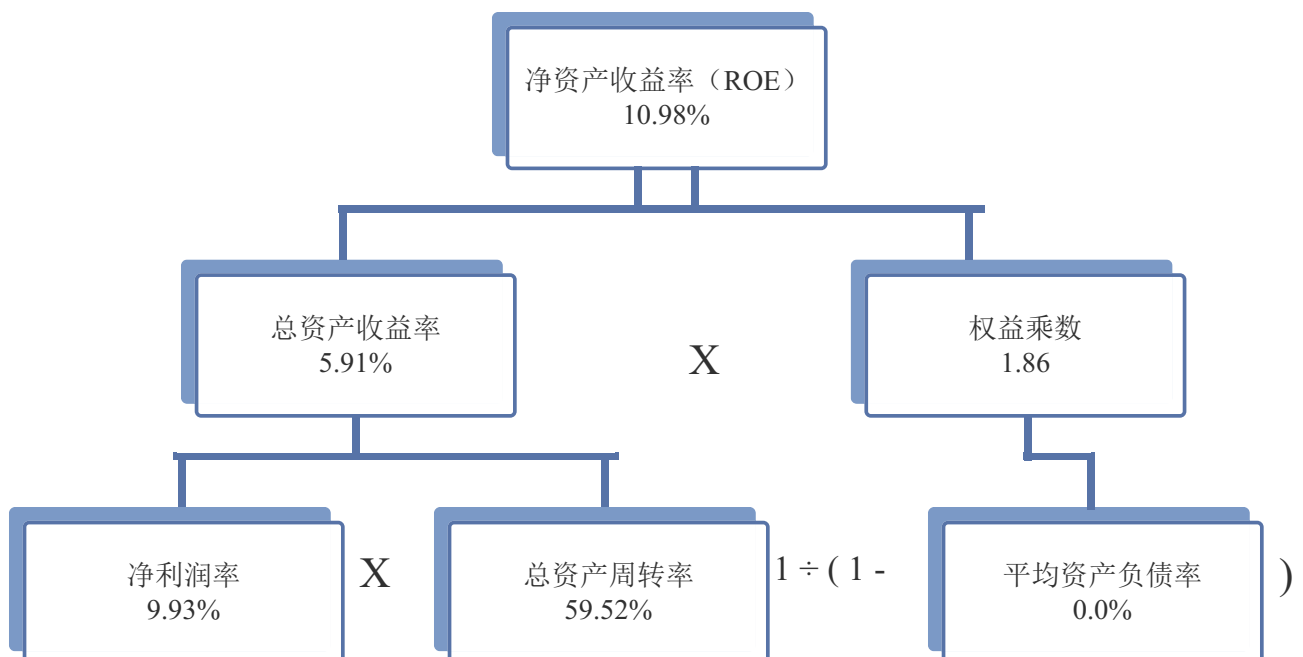 净资产收益率（ROE）
10.98%
总资产收益率
5.91%
X
权益乘数
1.86
净利润率
9.93%
X
总资产周转率
59.52%
1 ÷ ( 1 -
平均资产负债率
0.0%
)